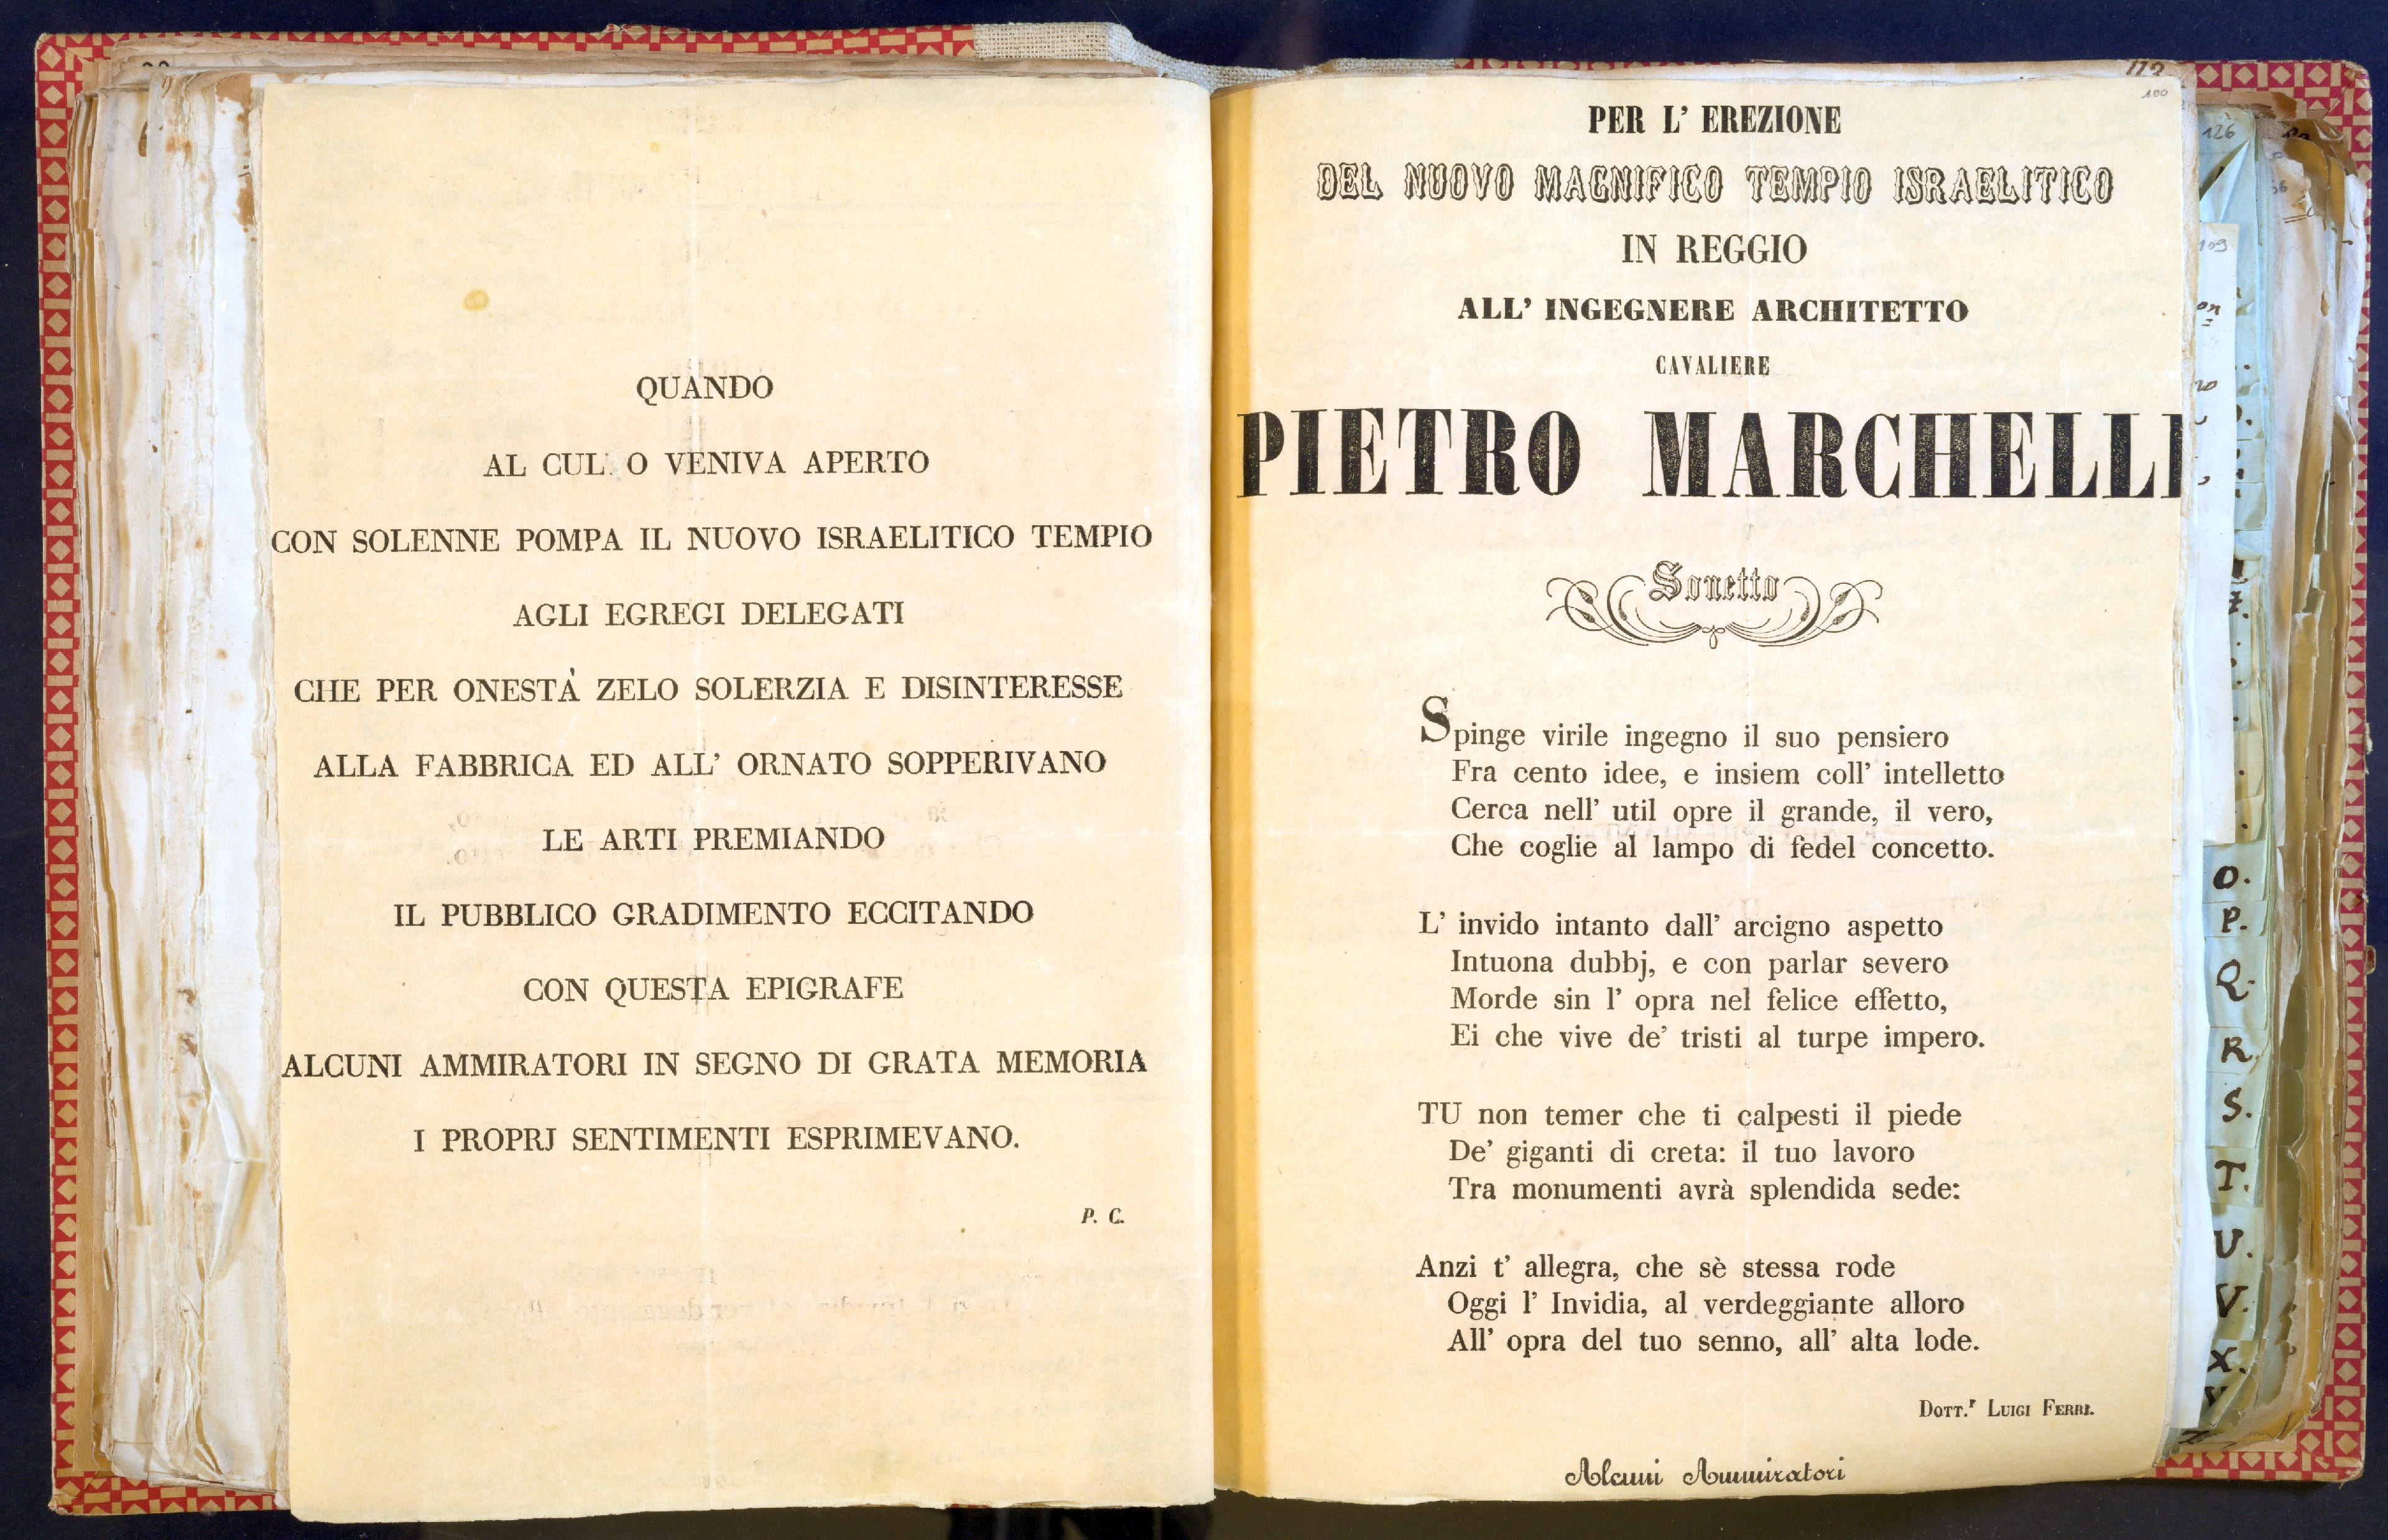 QUANDO
AL CUL O VENIVA APERTO
CON SOLENNE POMPA IL NUOVO ISRAELITICO TEMPIO
AGLI EGREGI DELEGATI
CHE PER ONESTÀ ZELO SOLERZIA E DISINTERESSE
ALLA FABBRICA ED ALL' ORNATO SOPPERIVANO
LE ARTI PREMIANDO
IL PUBBLICO GRADIMENTO ECCITANDO
CON QUESTA EPIGRAFE
ALCUNI AMMIRATORI IN SEGNO DI GRATA MEMORIA
I PROPRJ SENTIMENTI ESPRIMEVANO.
P. C.
113
100
PER L' EREZIONE
DEL NUOVO MAGNIFICO TEMPIO ISRAELITICO
IN REGGIO
ALL' INGEGNERE ARCHITETTO
CAVALIERE
PIETRO MARCHELLI
Sonetto
Spinge virile ingegno il suo pensiero
Fra cento idee, e insiem coll' intelletto
Cerca nell' util opre il grande, il vero,
Che coglie al lampo di fedel concetto.
L' invido intanto dall' arcigno aspetto
Intuona dubbj, e con parlar severo
Morde sin l' opra nel felice effetto,
Ei che vive de' tristi al turpe impero.
TU non temer che ti calpesti il piede
De' giganti di creta: il tuo lavoro
Tra monumenti avrà splendida sede:
Anzi t' allegra, che sè stessa rode
Oggi l' Invidia, al verdeggiante alloro
All' opra del tuo senno, all' alta lode.
DOTT.r LUIGI FERRI.
Alcuni Ammiratori
126
109
O.
P.
Q.
R.
S.
T.
U.
V.
X.